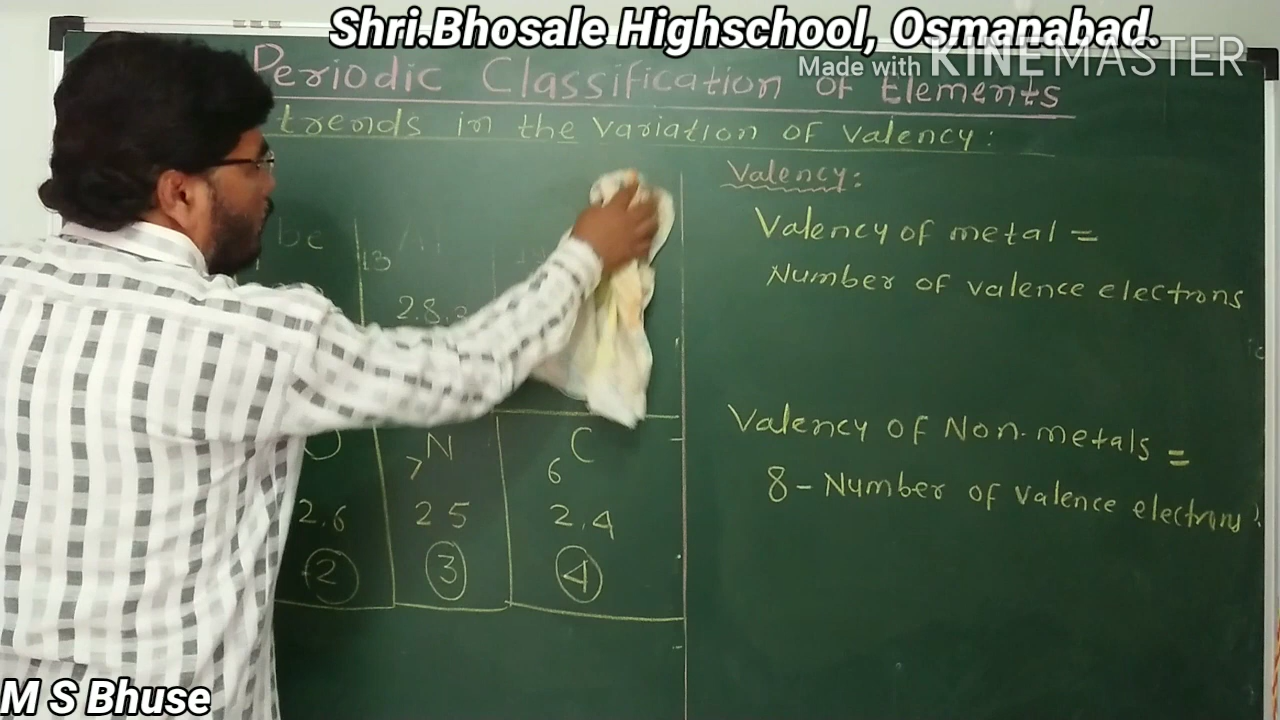 Shri.Bhosale Highschool, Osmanabad.
Made with KINEMASTER
Periodic Classification of Elements
trends in the variation of valency:
Valency:
Valency of metal =
Number of valence electrons
be
13 Al
2.8.3
Valency of Non-metals =
8 - Number of valence electrons
O 7 N 6 C
2.6 2 5 2.4
2 3 4
M S Bhuse